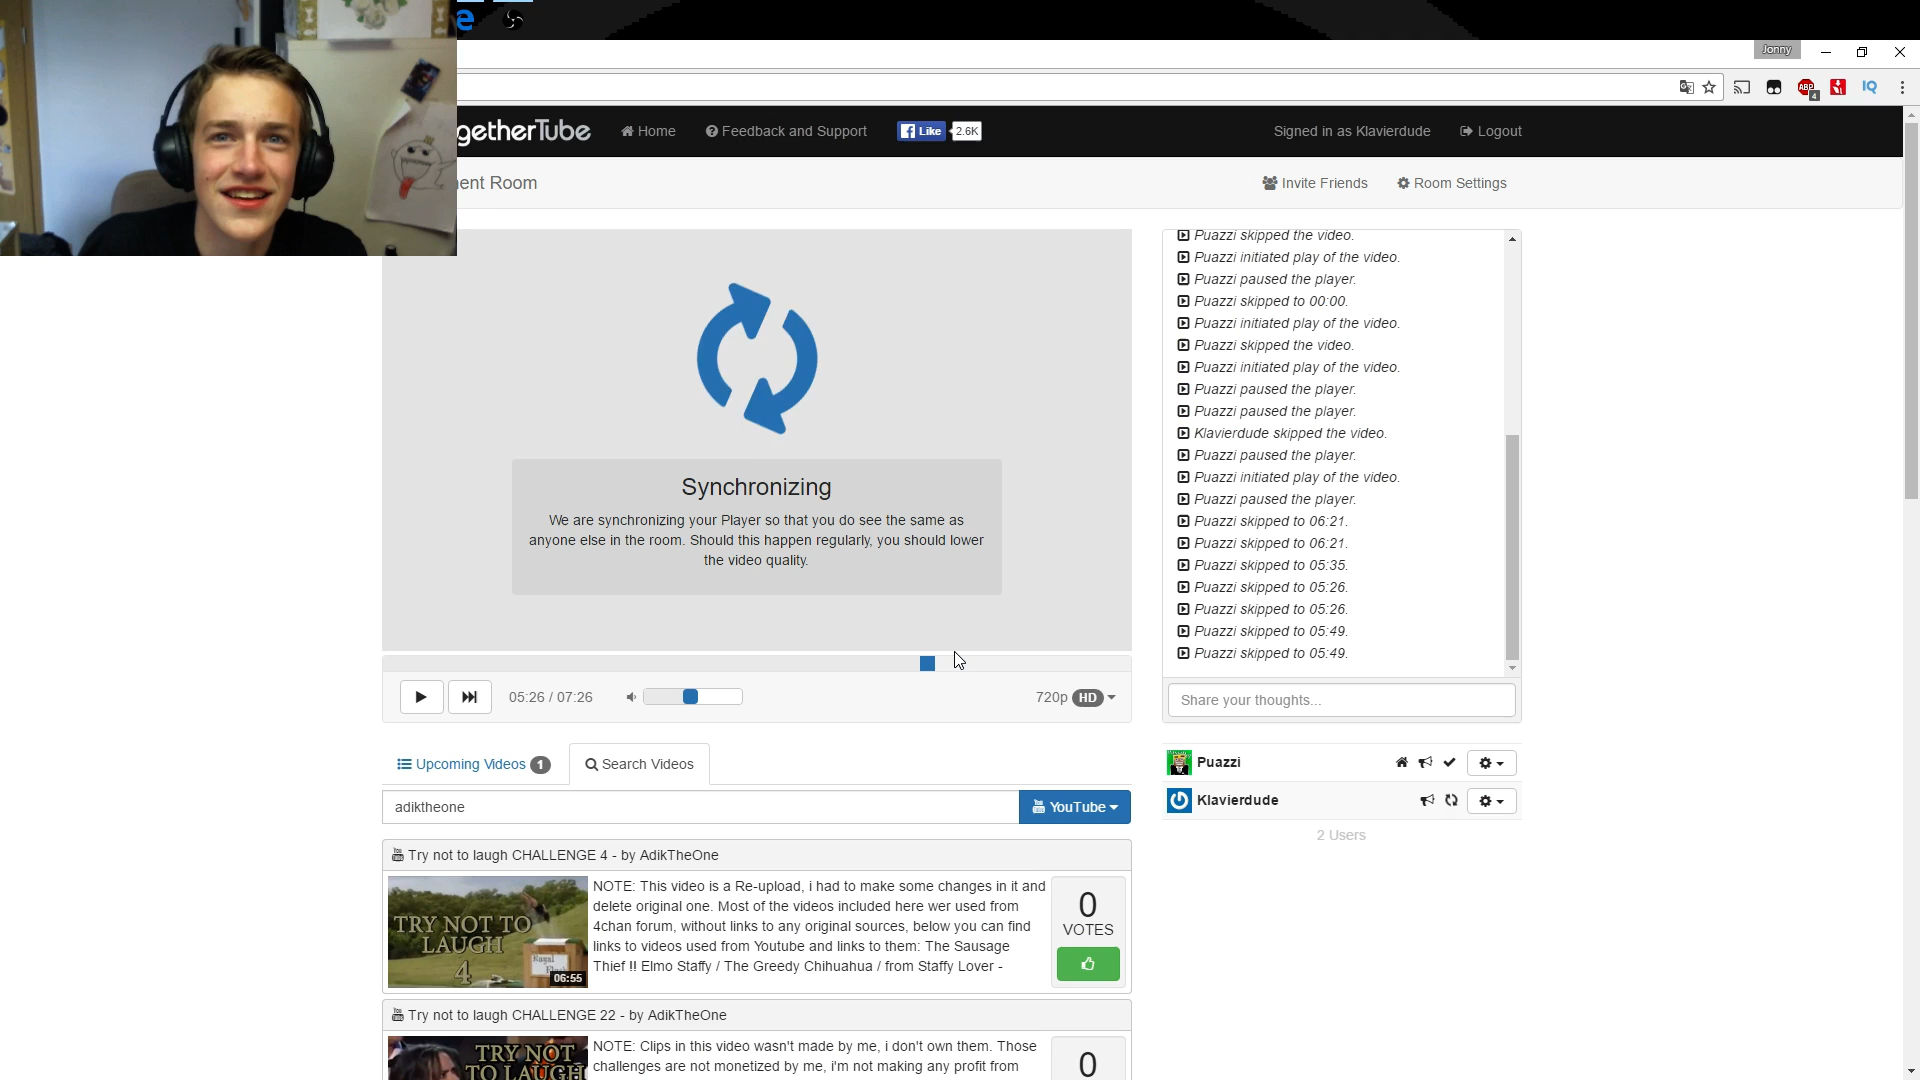 Jonny
ABP
4
IQ
getherTube
Home
Feedback and Support
Like
2.6K
Signed in as Klavierdude
Logout
ent Room
Invite Friends
Room Settings
Puazzi skipped the video.
Puazzi initiated play of the video.
Puazzi paused the player.
Puazzi skipped to 00:00.
Puazzi initiated play of the video.
Puazzi skipped the video.
Puazzi initiated play of the video.
Puazzi paused the player.
Puazzi paused the player.
Klavierdude skipped the video.
Puazzi paused the player.
Puazzi initiated play of the video.
Puazzi paused the player.
Puazzi skipped to 06:21.
Puazzi skipped to 06:21.
Puazzi skipped to 05:35.
Puazzi skipped to 05:26.
Puazzi skipped to 05:26.
Puazzi skipped to 05:49.
Puazzi skipped to 05:49.
Share your thoughts...
Synchronizing
We are synchronizing your Player so that you do see the same as
anyone else in the room. Should this happen regularly, you should lower
the video quality.
05:26 / 07:26
720p HD
Upcoming Videos 1
Search Videos
adiktheone
YouTube
Puazzi
Klavierdude
2 Users
Try not to laugh CHALLENGE 4 - by AdikTheOne
TRY NOT TO
LAUGH
4
06:55
NOTE: This video is a Re-upload, i had to make some changes in it and
delete original one. Most of the videos included here wer used from
4chan forum, without links to any original sources, below you can find
links to videos used from Youtube and links to them: The Sausage
Thief !! Elmo Staffy / The Greedy Chihuahua / from Staffy Lover -
0
VOTES
Try not to laugh CHALLENGE 22 - by AdikTheOne
TRY NOT
TO LAUGH
NOTE: Clips in this video wasn't made by me, i don't own them. Those
challenges are not monetized by me, i'm not making any profit from
0